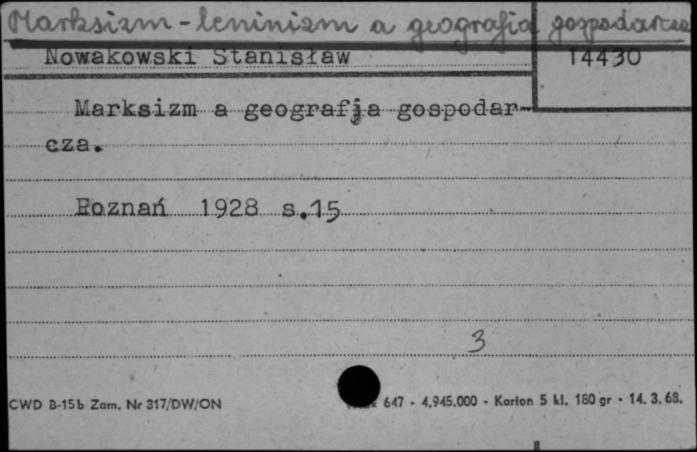 Marksizm-leninizm a geografia gospodarcza
Nowakowski Stanisław 14430
Marksizm a geografja gospodar-
cza.
Poznań 1928 s.15
3
CWD B-15b Zam. Nr 317/DW/ON 647 - 4.945.000 - Karton 5 kl. 180 gr - 14. 3. 68.